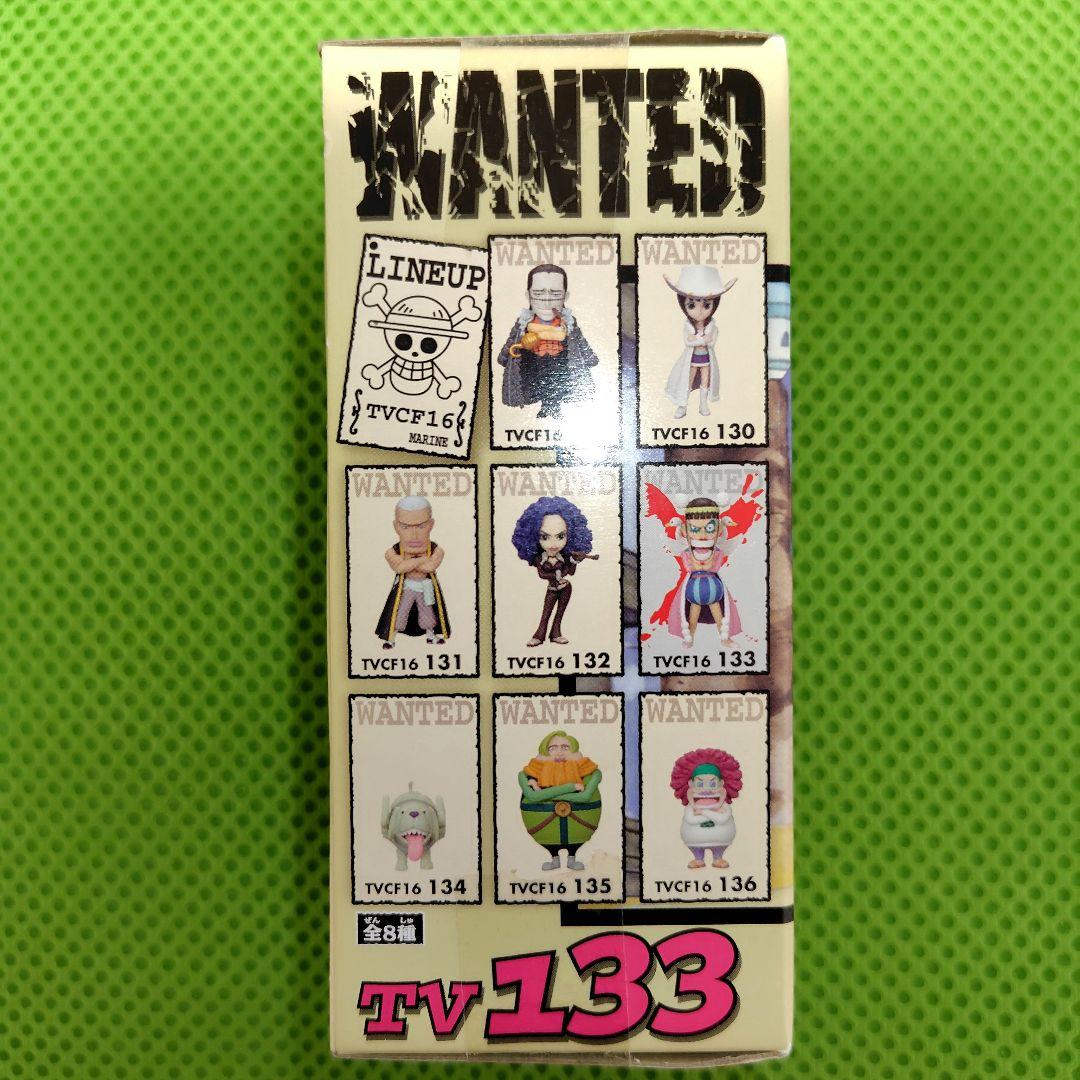 WANTED
LINEUP
TVCF16
MARINE
WANTED
TVCF16
WANTED
TVCF16 130
WANTED
TVCF16 131
WANTED
TVCF16 132
WANTED
TVCF16 133
WANTED
TVCF16 134
WANTED
TVCF16 135
WANTED
TVCF16 136
ぜん しゅ
全8種
TV 133